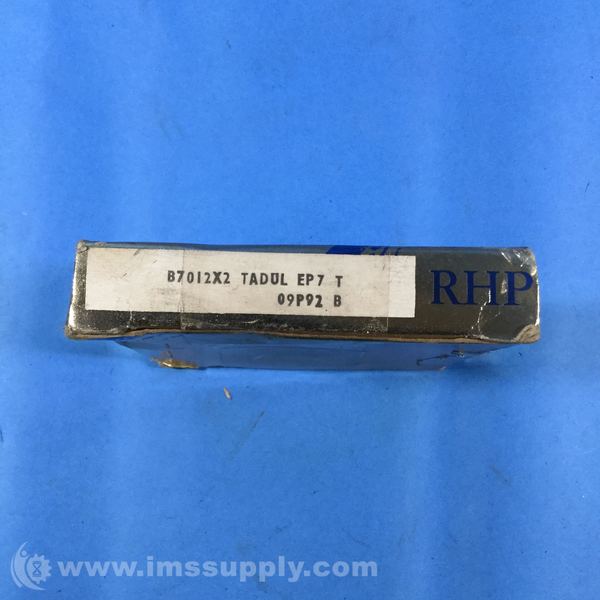 B7012X2 TADUL EP7 T
09P92 B
RHP
www.imssupply.com